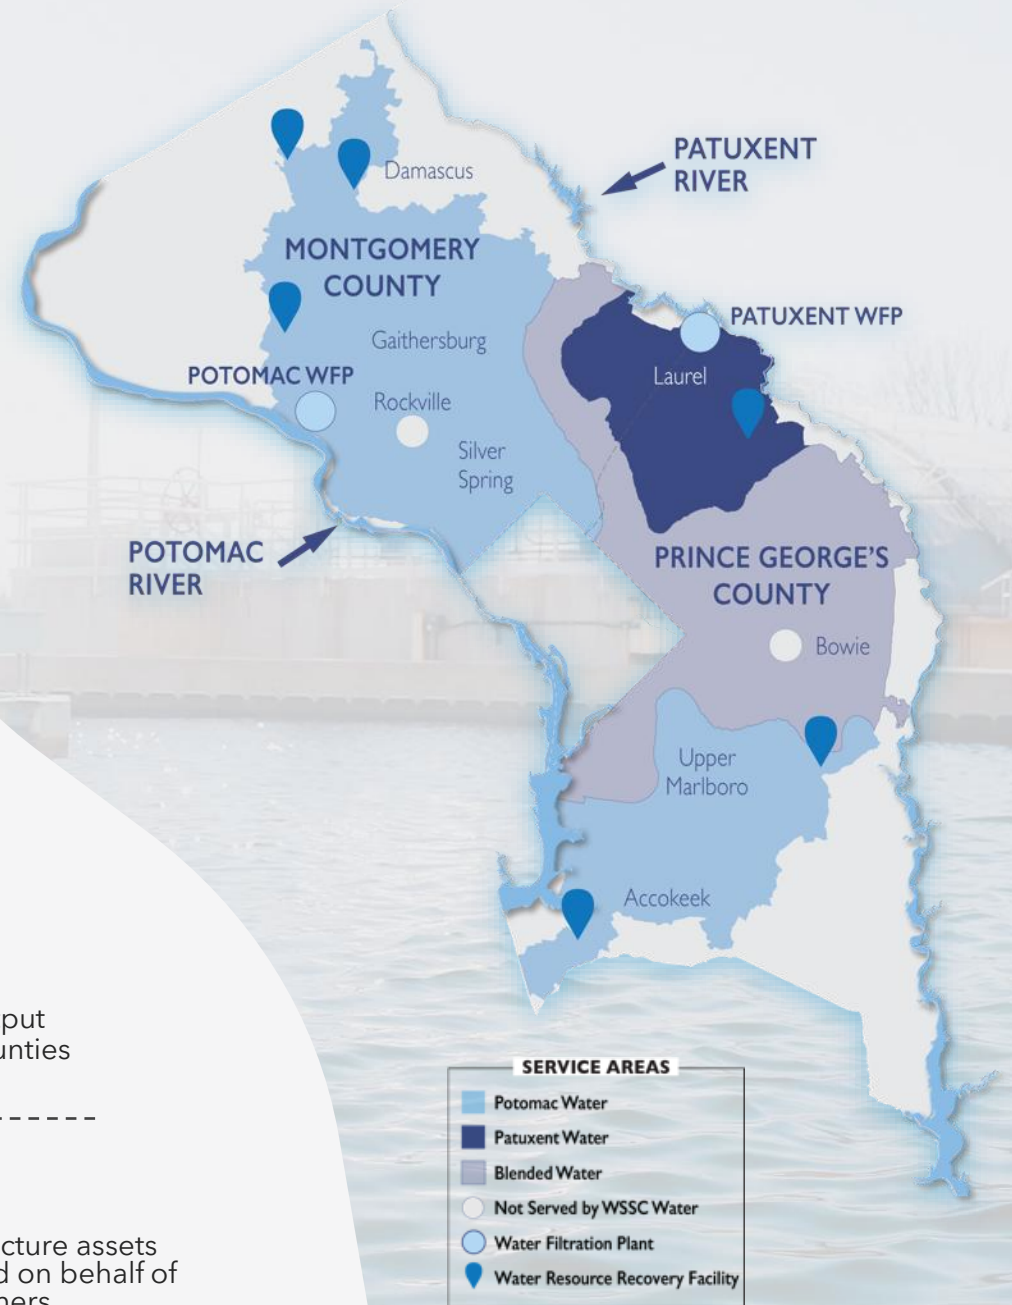 PATUXENT
RIVER
Damascus
MONTGOMERY
COUNTY
PATUXENT WFP
Gaithersburg
POTOMAC WFP
Laurel
Rockville
Silver
Spring
POTOMAC
RIVER
PRINCE GEORGE'S
COUNTY
Bowie
Upper
Marlboro
Accokeek
put
unties
cture assets
d on behalf of
mers
SERVICE AREAS
Potomac Water
Patuxent Water
Blended Water
Not Served by WSSC Water
Water Filtration Plant
Water Resource Recovery Facility